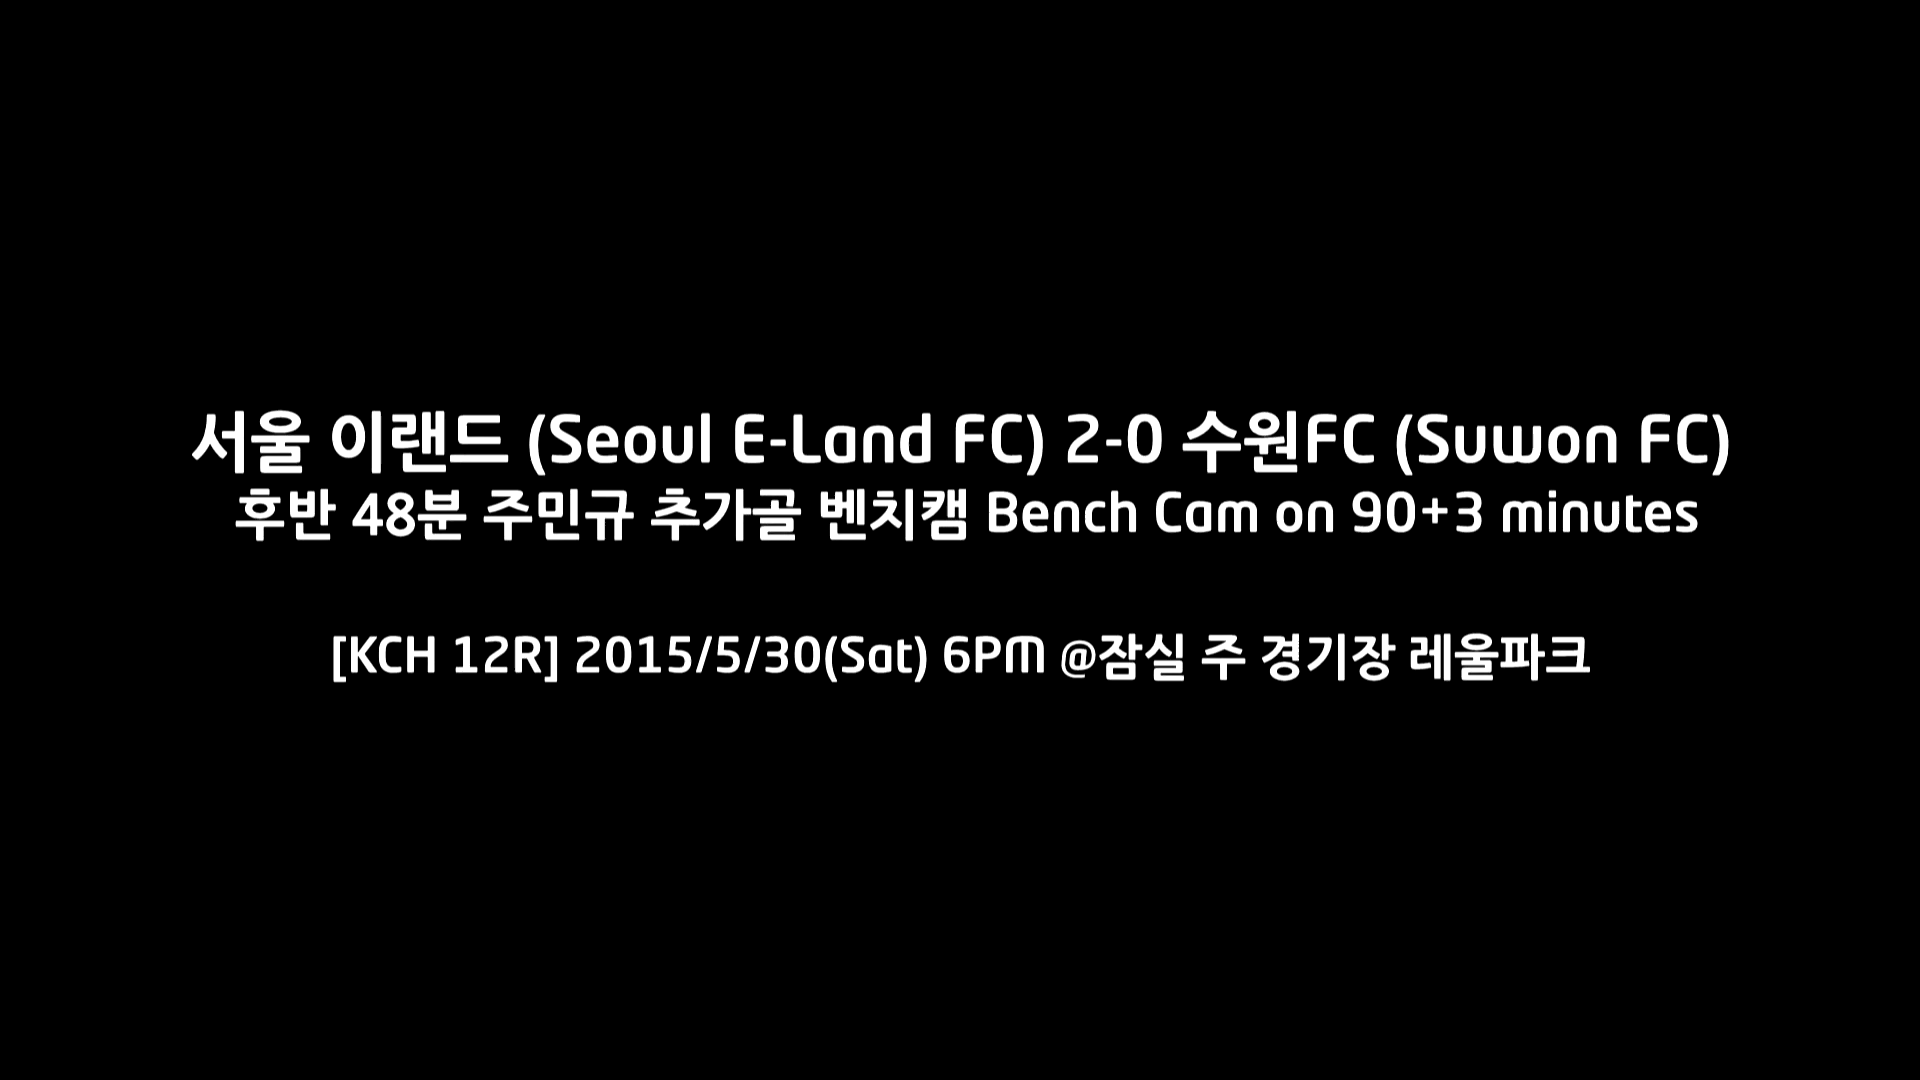 서울 이랜드 (Seoul E-Land FC) 2-0 수원FC (Suwon FC)
후반 48분 주민규 추가골 벤치캠 Bench Cam on 90+3 minutes
[KCH 12R] 2015/5/30(Sat) 6PM @잠실 주 경기장 레울파크